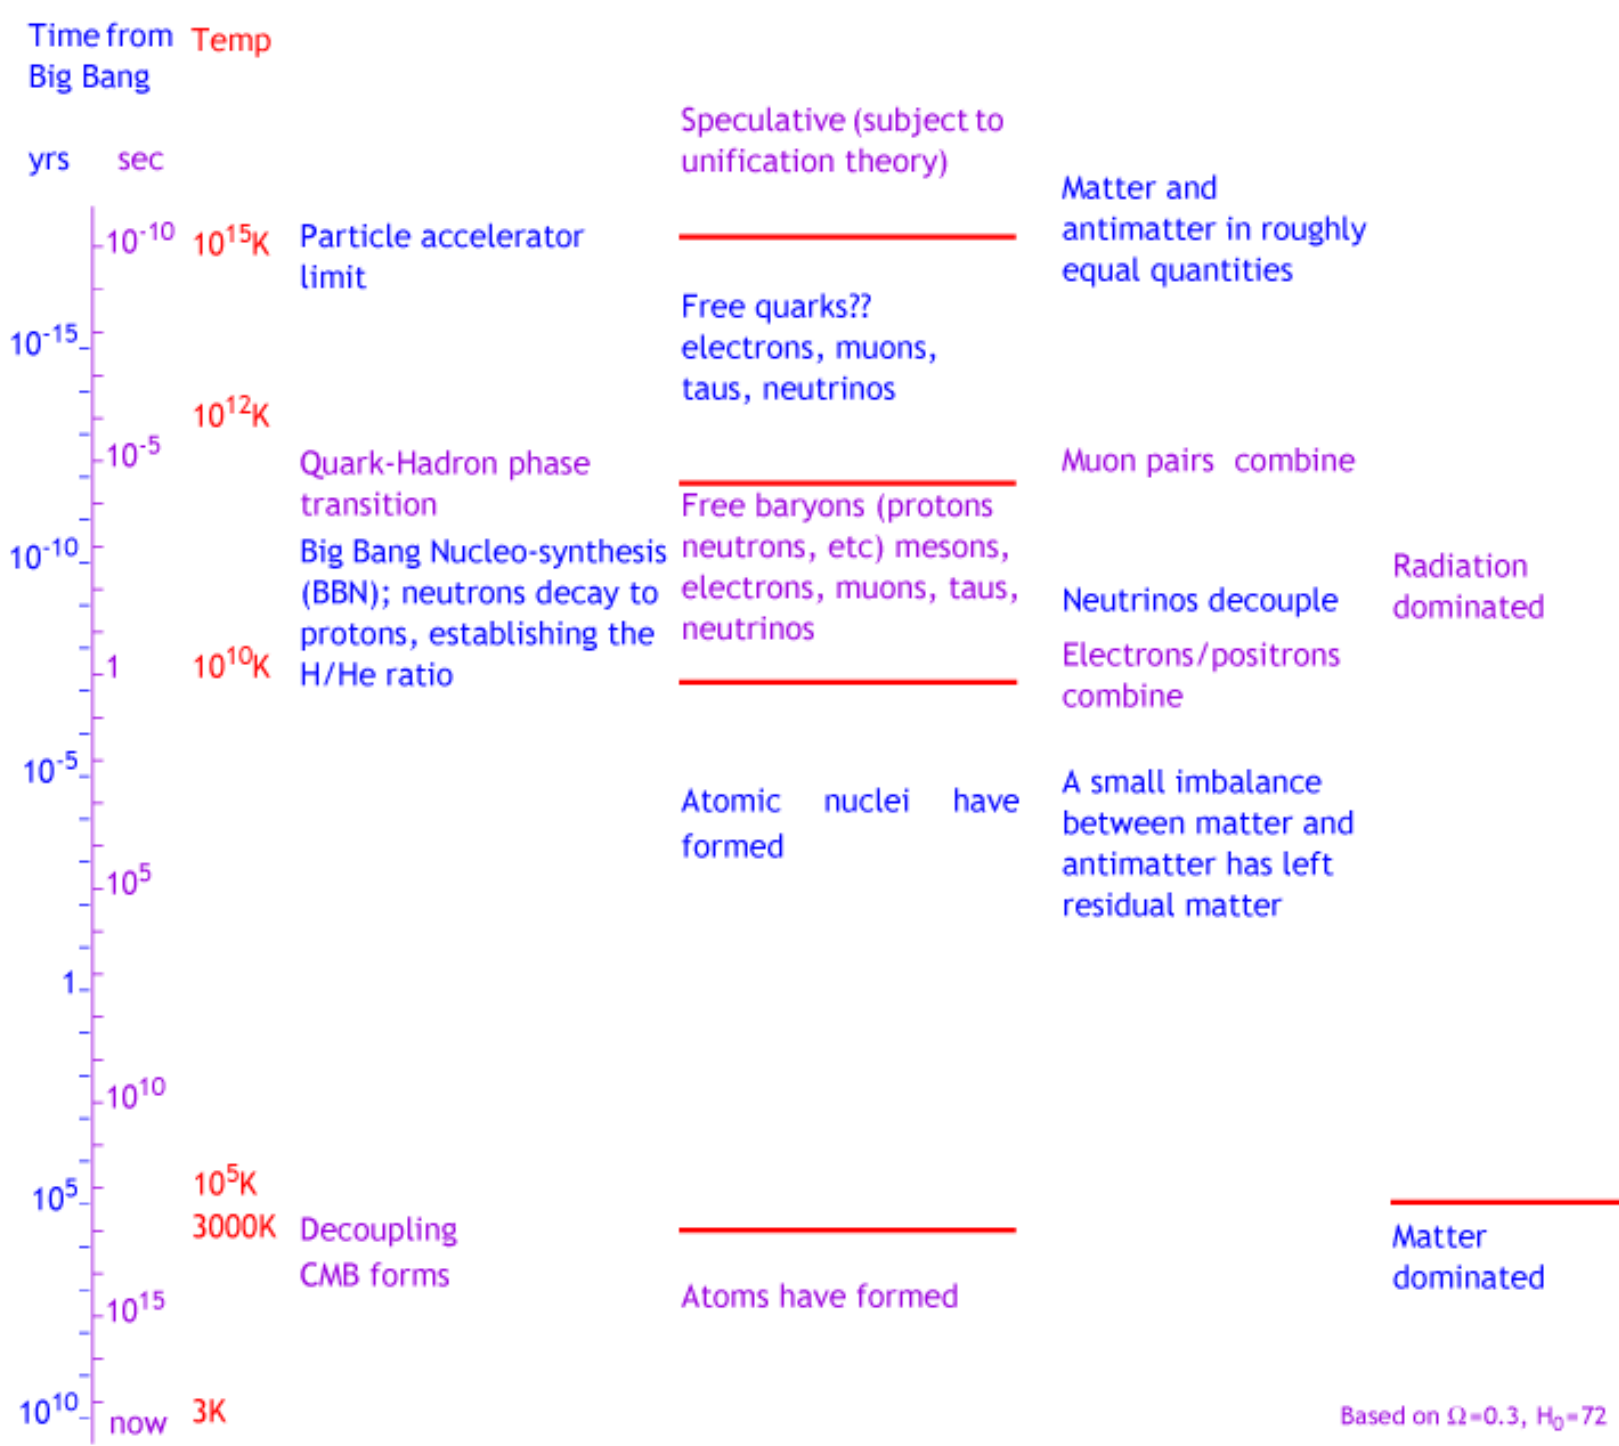 Time from Temp
Big Bang
Speculative (subject to
unification theory)
yrs sec
Matter and
antimatter in roughly
equal quantities
10⁻¹⁰ 10¹⁵K Particle accelerator
limit
Free quarks??
electrons, muons,
taus, neutrinos
10⁻¹⁵
10¹²K
10⁻⁵
Quark-Hadron phase
transition
Muon pairs combine
Free baryons (protons
neutrons, etc) mesons,
electrons, muons, taus,
neutrinos
10⁻¹⁰
Big Bang Nucleo-synthesis
(BBN); neutrons decay to
protons, establishing the
H/He ratio
Radiation
dominated
Neutrinos decouple
Electrons/positrons
combine
1 10¹⁰K
10⁻⁵
Atomic nuclei have
formed
A small imbalance
between matter and
antimatter has left
residual matter
10⁵
1
10¹⁰
10⁵
10⁵K
3000K Decoupling
CMB forms
Matter
dominated
Atoms have formed
10¹⁵
10¹⁰ now 3K
Based on Ω=0.3, H₀=72